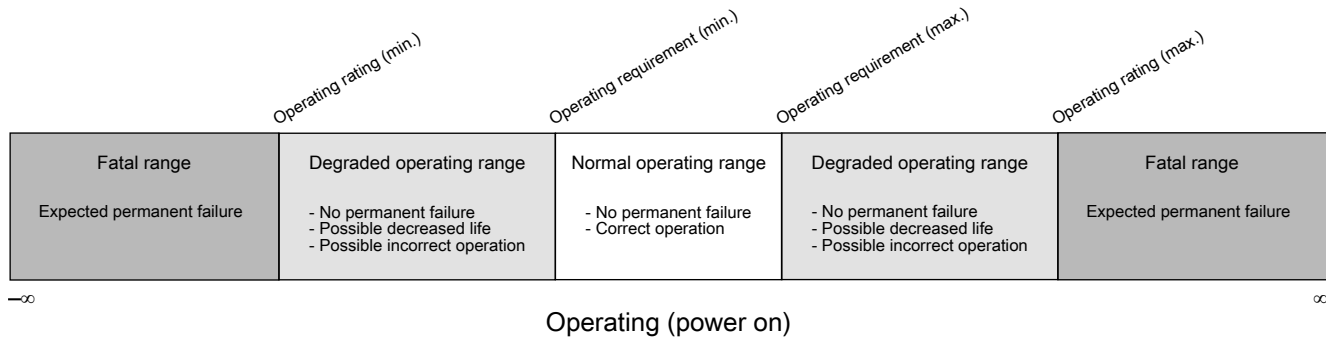 Operating rating (min.)
Operating requirement (min.)
Operating requirement (max.)
Operating rating (max.)
Fatal range
Expected permanent failure
Degraded operating range
- No permanent failure
- Possible decreased life
- Possible incorrect operation
Normal operating range
- No permanent failure
- Correct operation
Degraded operating range
- No permanent failure
- Possible decreased life
- Possible incorrect operation
Fatal range
Expected permanent failure
–∞
∞
Operating (power on)